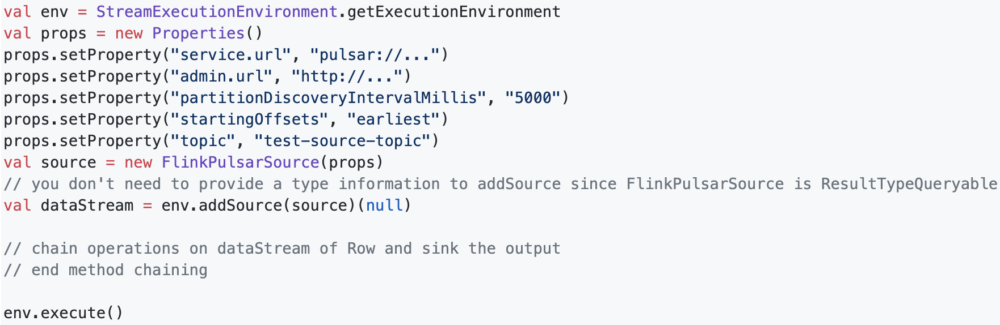 val env = StreamExecutionEnvironment.getExecutionEnvironment
val props = new Properties()
props.setProperty("service.url", "pulsar://...")
props.setProperty("admin.url", "http://...")
props.setProperty("partitionDiscoveryIntervalMillis", "5000")
props.setProperty("startingOffsets", "earliest")
props.setProperty("topic", "test-source-topic")
val source = new FlinkPulsarSource(props)
// you don't need to provide a type information to addSource since FlinkPulsarSource is ResultTypeQueryable
val dataStream = env.addSource(source)(null)
// chain operations on dataStream of Row and sink the output
// end method chaining
env.execute()